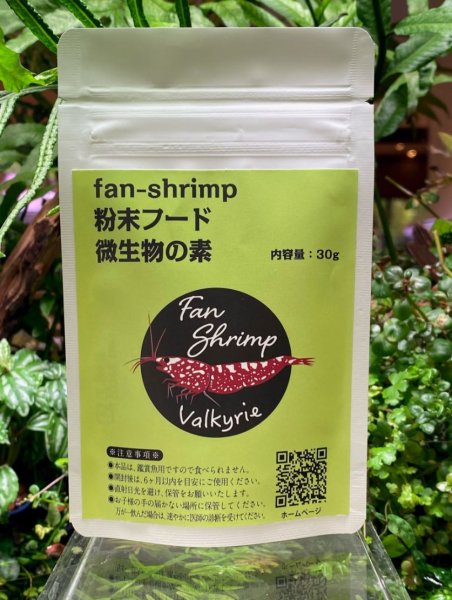 fan-shrimp
粉末フード
微生物の素
内容量：30g
Fan
Shrimp
Valkyrie
※注意事項※
●本品は、鑑賞魚用ですので食べられません。
●開封後は、6ヶ月以内を目安にご使用ください。
●直射日光を避け、保管をお願いいたします。
●お子様の手の届かない場所に保管してください。
万が一飲んだ場合は、速やかに医師の診断を受けてください。
ホームページ